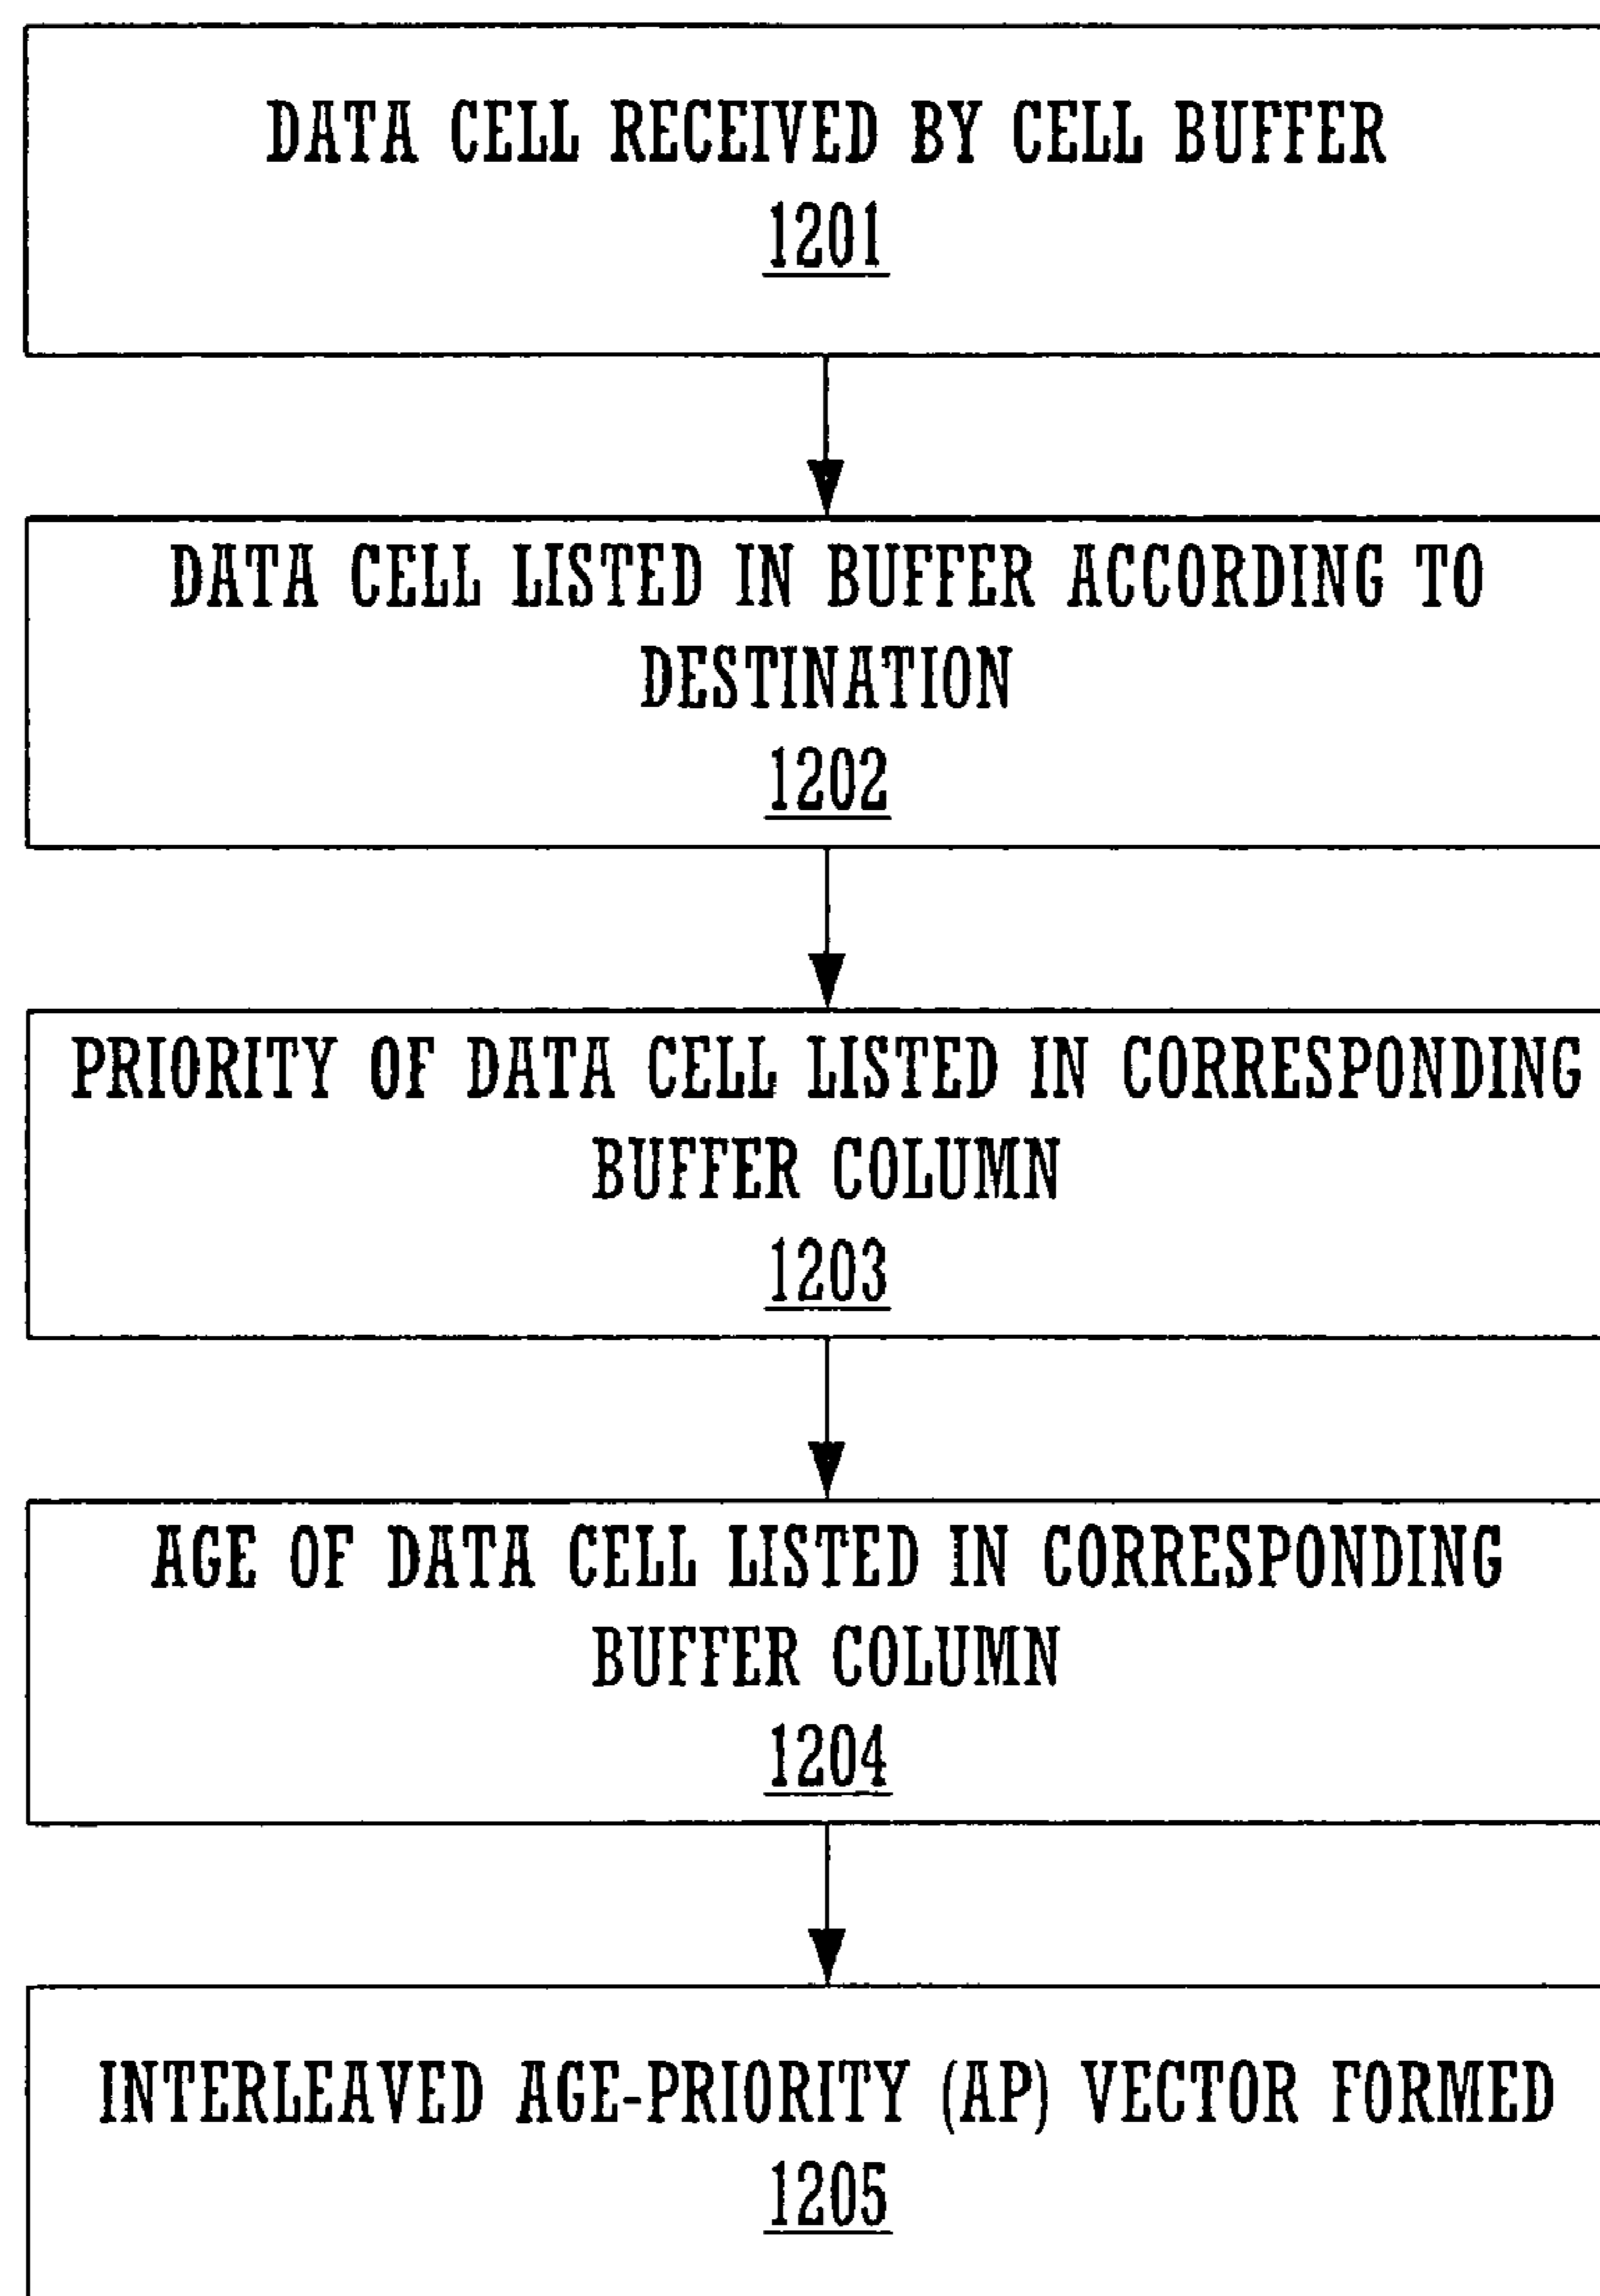 DATA CELL RECEIVED BY CELL BUFFER
1201
DATA CELL LISTED IN BUFFER ACCORDING TO
DESTINATION
1202
PRIORITY OF DATA CELL LISTED IN CORRESPONDING
BUFFER COLUMN
1203
AGE OF DATA CELL LISTED IN CORRESPONDING
BUFFER COLUMN
1204
INTERLEAVED AGE-PRIORITY (AP) VECTOR FORMED
1205